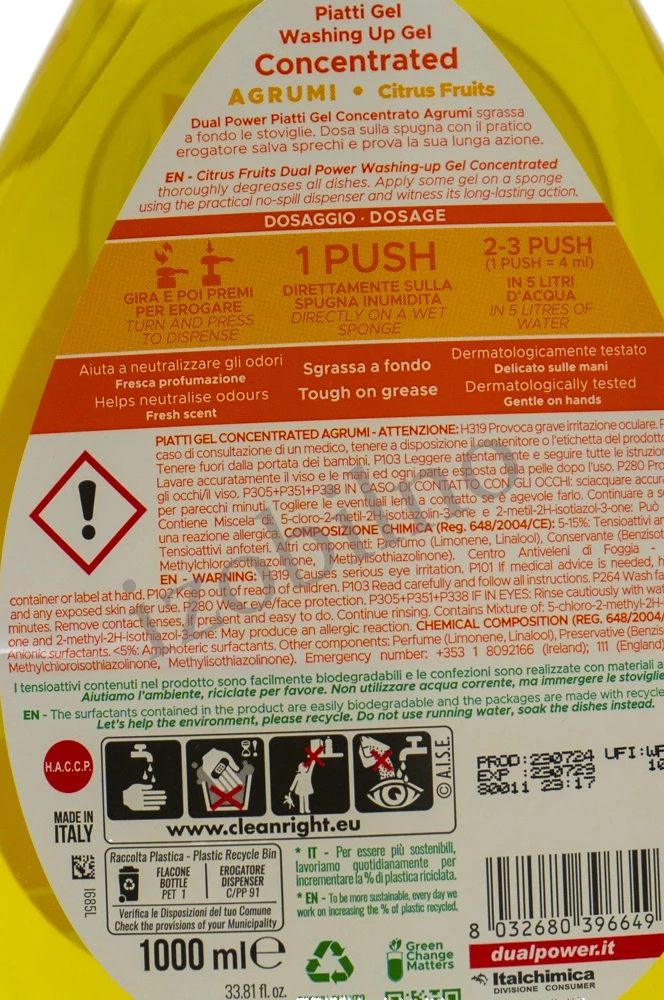 Piatti Gel
Washing Up Gel
Concentrated
AGRUMI • Citrus Fruits
Dual Power Piatti Gel Concentrato Agrumi sgrassa
a fondo le stoviglie. Dosa sulla spugna con il pratico
erogatore salva sprechi e prova la sua lunga azione.
EN - Citrus Fruits Dual Power Washing-up Gel Concentrated
thoroughly degreases all dishes. Apply some gel on a sponge
using the practical no-spill dispenser and witness its long-lasting action.
DOSAGGIO · DOSAGE
GIRA E POI PREMI
PER EROGARE
TURN AND PRESS
TO DISPENSE
1 PUSH
DIRETTAMENTE SULLA
SPUGNA INUMIDITA
DIRECTLY ON A WET
SPONGE
2-3 PUSH
(1 PUSH = 4 ml)
IN 5 LITRI
D'ACQUA
IN 5 LITRES OF
WATER
Aiuta a neutralizzare gli odori
Fresca profumazione
Helps neutralise odours
Fresh scent
Sgrassa a fondo
Tough on grease
Dermatologicamente testato
Delicato sulle mani
Dermatologically tested
Gentle on hands
PIATTI GEL CONCENTRATED AGRUMI - ATTENZIONE: H319 Provoca grave irritazione oculare.
caso di consultazione di un medico, tenere a disposizione il contenitore o l'etichetta del prodotto
Tenere fuori dalla portata dei bambini. P103 Leggere attentamente e seguire tutte le istruzi
Lavare accuratamente il viso e le mani ed ogni parte esposta della pelle dopo l'uso. P280 Pro
gli occhi/il viso. P305+P351+P338 IN CASO DI CONTATTO CON GLI OCCHI: sciacquare accura
per parecchi minuti. Togliere le eventuali lenti a contatto se è agevole farlo. Continuare a s
Contiene Miscela di 5-cloro-2-metil-2H-isotiazolin-3-one e 2-metil-2H-isotiazol-3-one: Può
una reazione allergica. COMPOSIZIONE CHIMICA (Reg. 648/2004/CE): 5-15%: Tensioattivi an
Tensioattivi anfoteri. Altri componenti: Profumo (Limonene, Linalool), Conservante (Benzisot
Methylchloroisothiazolinone, Methylisothiazolinone). Centro Antiveleni di Foggia -
EN - WARNING: H319 Causes serious eye irritation. P101 If medical advice is needed, h
container or label at hand. P102 Keep out of reach of children. P103 Read carefully and follow all instructions. P264 Wash fa
and any exposed skin after use. P280 Wear eye/face protection. P305+P351+P338 IF IN EYES: Rinse cautiously with wat
minutes. Remove contact lenses, if present and easy to do. Continue rinsing. Contains Mixture of: 5-chloro-2-methyl-2H-
one and 2-methyl-2H-isothiazol-3-one: May produce an allergic reaction. CHEMICAL COMPOSITION (REG. 648/2004/
Anionic surfactants. <5%: Amphoteric surfactants. Other components: Perfume (Limonene, Linalool), Preservative (Benzis
Methylchloroisothiazolinone, Methylisothiazolinone). Emergency number: +353 1 8092166 (Ireland); 111 (England)
I tensioattivi contenuti nel prodotto sono facilmente biodegradabili e le confezioni sono realizzate con materiali a
Aiutiamo l'ambiente, riciclate per favore. Non utilizzare acqua corrente, ma immergere le stoviglie
EN - The surfactants contained in the product are easily biodegradable and the packages are made with recycle
Let's help the environment, please recycle. Do not use running water, soak the dishes instead.
H.A.C.C.P.
© A.I.S.E.
www.cleanright.eu
PROD:290724 UFI:WF
EXP :290729
80011 23:17
MADE IN
ITALY
1685L
Raccolta Plastica - Plastic Recycle Bin
FLACONE
BOTTLE
PET 1
EROGATORE
DISPENSER
C/PP 91
Verifica le Disposizioni del tuo Comune
Check the provisions of your Municipality
* IT - Per essere più sostenibili,
lavoriamo quotidianamente per
incrementare la % di plastica riciclata.
* EN - To be more sustainable, every day we
work on increasing the % of plastic recycled.
8 032680 396649
1000 ml ℮
33.81 fl. oz.
Green
Change
Matters
dualpower.it
Italchimica
DIVISIONE CONSUMER
izobilno